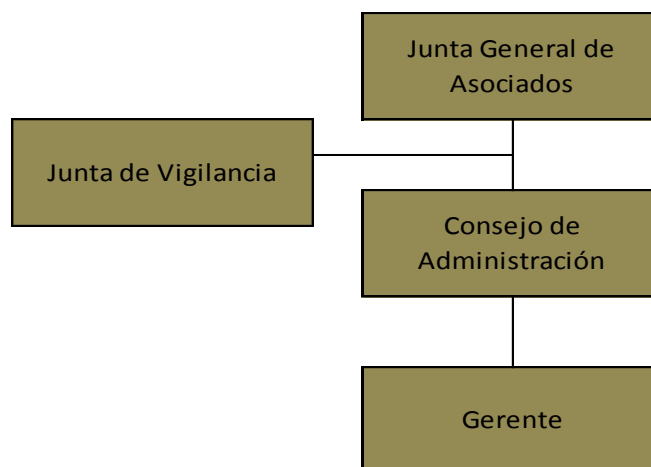 Junta General de
Asociados
Junta de Vigilancia
Consejo de
Administración
Gerente